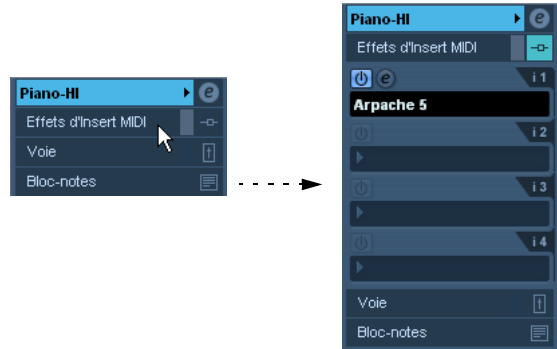 Piano-HI
e
Effets d'Insert MIDI
Voie
Bloc-notes
Piano-HI
e
Effets d'Insert MIDI
e
i 1
Arpache 5
i 2
i 3
i 4
Voie
Bloc-notes